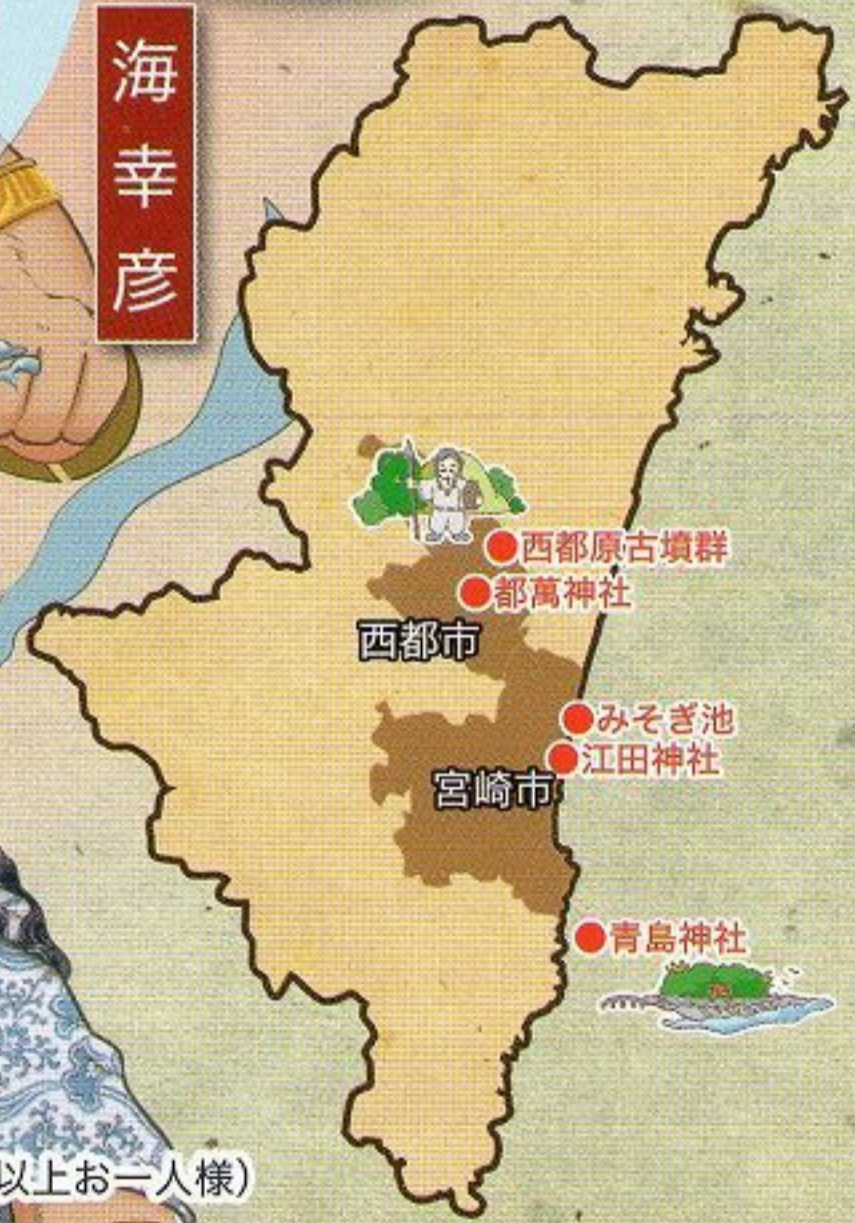 海幸彦
西都原古墳群
都萬神社
西都市
みそぎ池
江田神社
宮崎市
青島神社
以上お一人様）